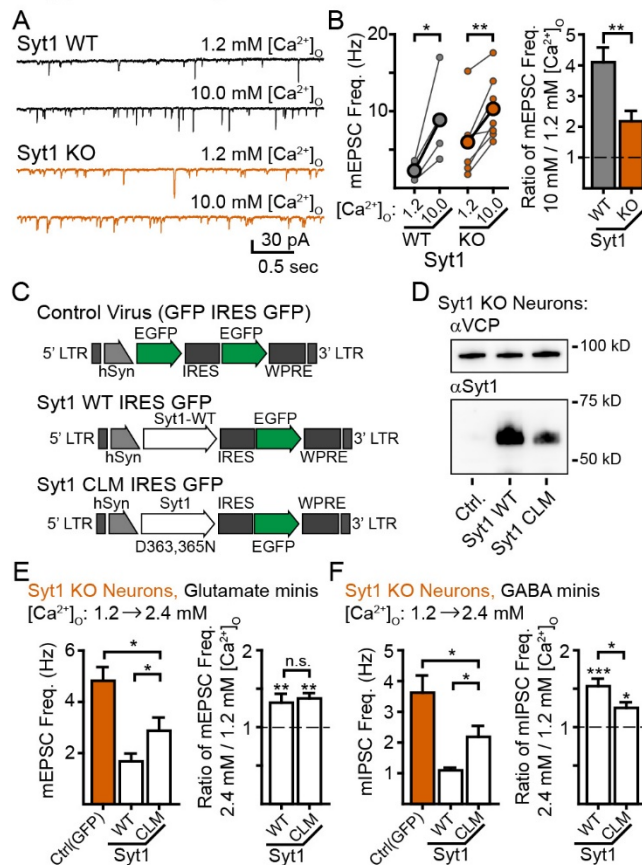 A
Syt1 WT 1.2 mM [Ca²⁺]O
10.0 mM [Ca²⁺]O
Syt1 KO 1.2 mM [Ca²⁺]O
10.0 mM [Ca²⁺]O
30 pA
0.5 sec
B
mEPSC Freq. (Hz)
20
10
* **
[Ca²⁺]O: 1.2 10.0 1.2 10.0
WT KO
Syt1
Ratio of mEPSC Freq.
10 mM / 1.2 mM [Ca²⁺]O
5
4
3
2
1
**
WT KO
Syt1
C
Control Virus (GFP IRES GFP)
EGFP EGFP
5' LTR 3' LTR
hSyn IRES WPRE
Syt1 WT IRES GFP
Syt1-WT EGFP
5' LTR 3' LTR
hSyn IRES WPRE
Syt1 CLM IRES GFP
hSyn Syt1 IRES WPRE
5' LTR 3' LTR
D363,365N EGFP
D
Syt1 KO Neurons:
αVCP
- 100 kD
αSyt1
- 75 kD
- 50 kD
Ctrl. Syt1 WT Syt1 CLM
E
Syt1 KO Neurons, Glutamate minis
[Ca²⁺]O: 1.2 → 2.4 mM
mEPSC Freq. (Hz)
6
4
2
*
*
Ctrl(GFP) WT CLM
Syt1
Ratio of mEPSC Freq.
2.4 mM / 1.2 mM [Ca²⁺]O
1
n.s.
** **
WT CLM
Syt1
F
Syt1 KO Neurons, GABA minis
[Ca²⁺]O: 1.2 → 2.4 mM
mIPSC Freq. (Hz)
5
4
3
2
1
*
*
Ctrl(GFP) WT CLM
Syt1
Ratio of mIPSC Freq.
2.4 mM / 1.2 mM [Ca²⁺]O
1
*
*** *
WT CLM
Syt1